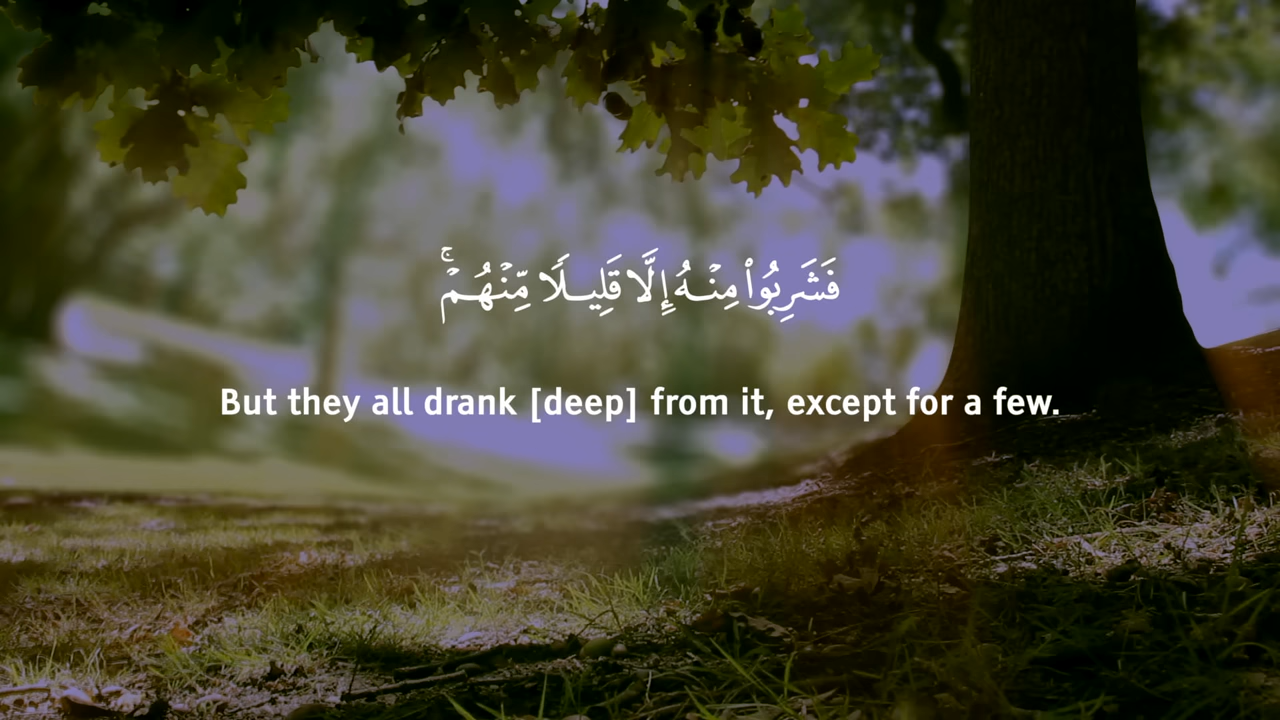 فَشَرِبُوا۟ مِنْهُ إِلَّا قَلِيلًا مِّنْهُمْ ۚ
But they all drank [deep] from it, except for a few.